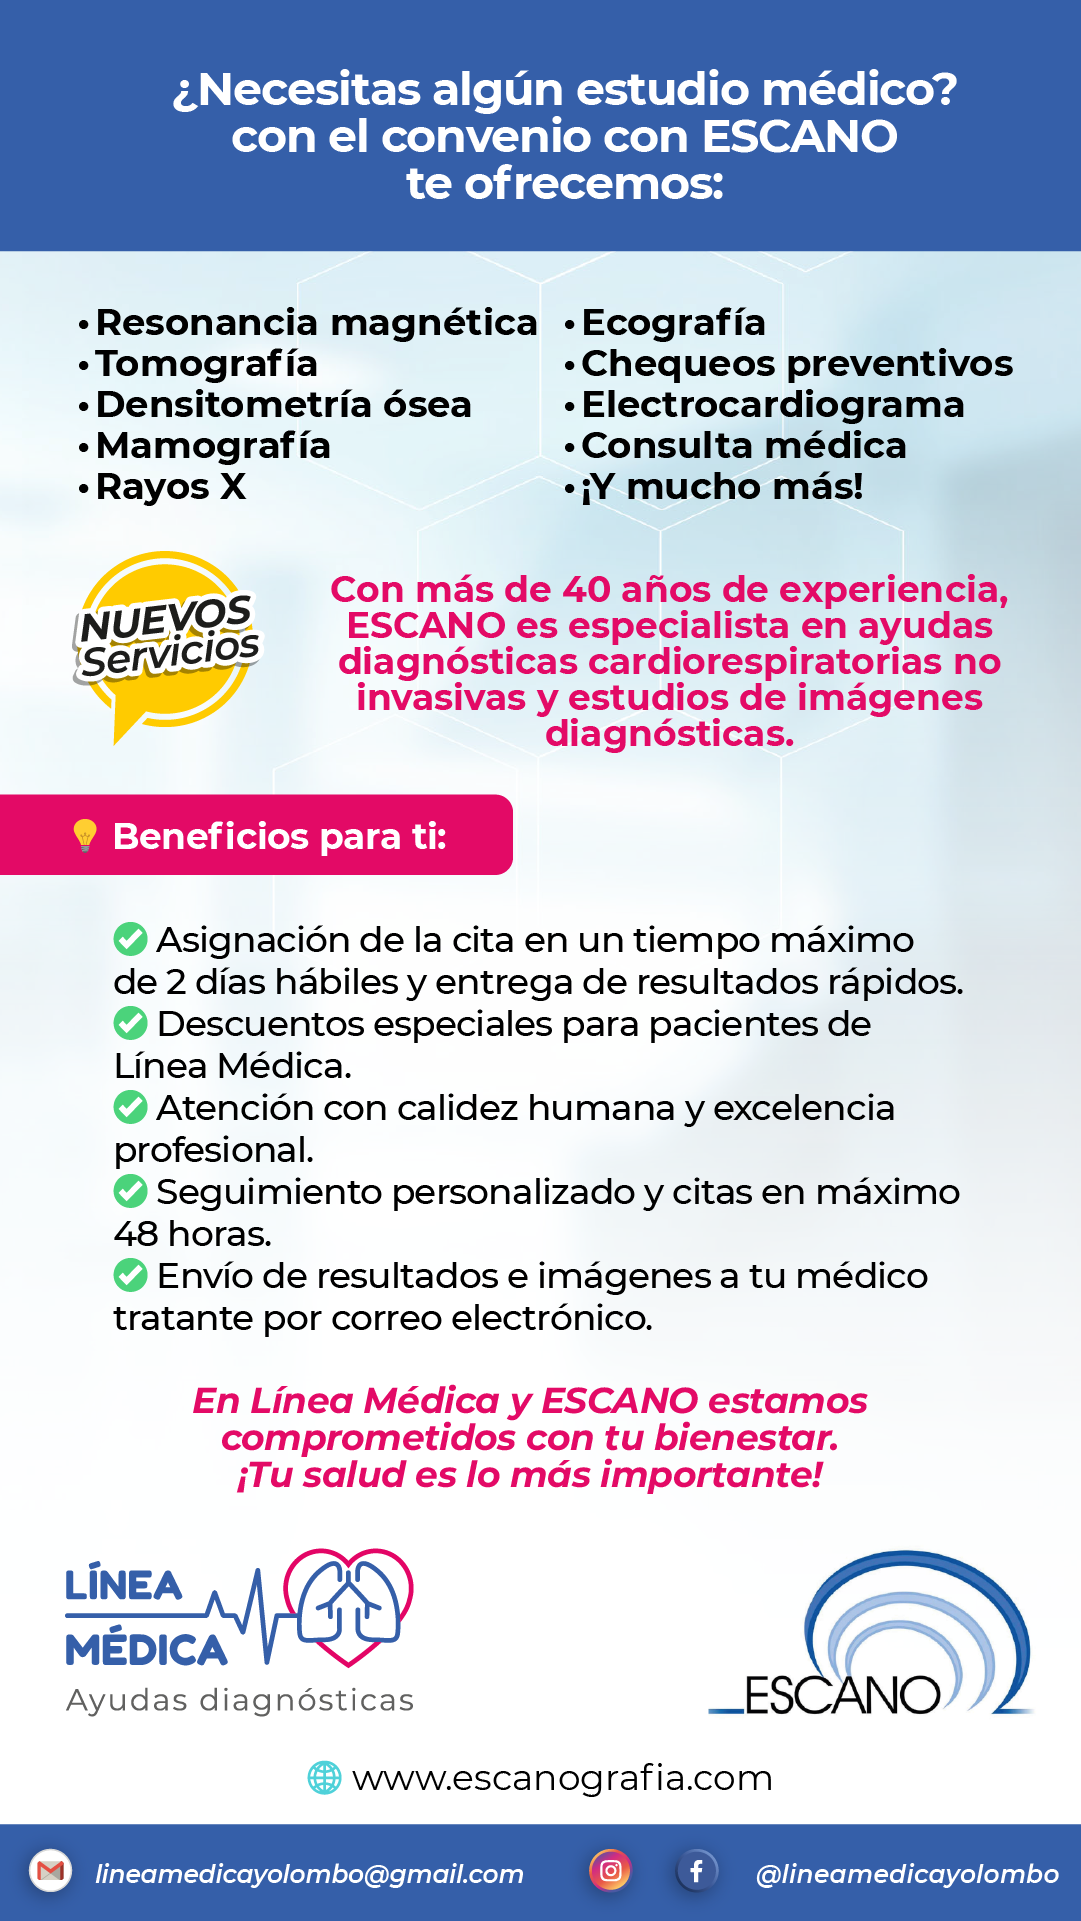 ¿Necesitas algún estudio médico?
con el convenio con ESCANO
te ofrecemos:
• Resonancia magnética
• Tomografía
• Densitometría ósea
• Mamografía
• Rayos X
• Ecografía
• Chequeos preventivos
• Electrocardiograma
• Consulta médica
• ¡Y mucho más!
NUEVOS
Servicios
Con más de 40 años de experiencia,
ESCANO es especialista en ayudas
diagnósticas cardiorespiratorias no
invasivas y estudios de imágenes
diagnósticas.
Beneficios para ti:
Asignación de la cita en un tiempo máximo
de 2 días hábiles y entrega de resultados rápidos.
Descuentos especiales para pacientes de
Línea Médica.
Atención con calidez humana y excelencia
profesional.
Seguimiento personalizado y citas en máximo
48 horas.
Envío de resultados e imágenes a tu médico
tratante por correo electrónico.
En Línea Médica y ESCANO estamos
comprometidos con tu bienestar.
¡Tu salud es lo más importante!
LÍNEA
MÉDICA
Ayudas diagnósticas
ESCANO
www.escanografia.com
lineamedicayolombo@gmail.com
@lineamedicayolombo